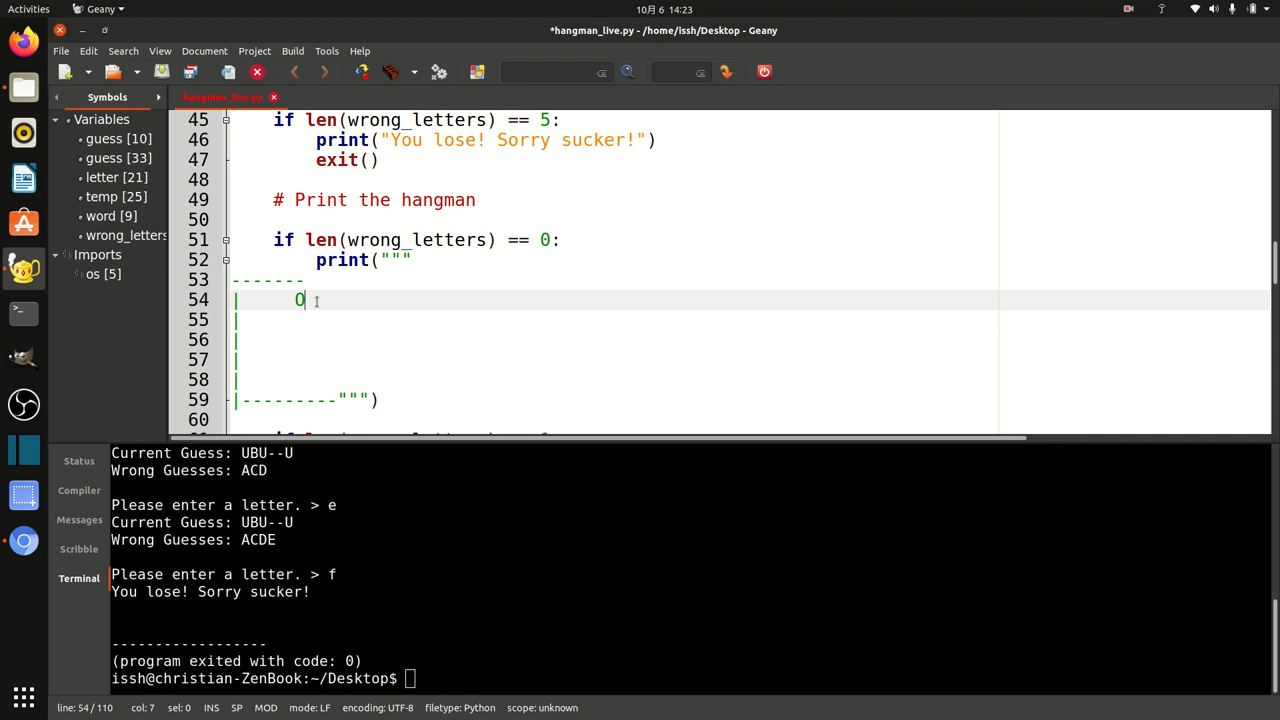 Activities
Geany
10月 6 14:23
*hangman_live.py - /home/issh/Desktop - Geany
File Edit Search View Document Project Build Tools Help
Symbols
hangman_live.py
Variables
guess [10]
guess [33]
letter [21]
temp [25]
word [9]
wrong_letters
Imports
os [5]
45 if len(wrong_letters) == 5:
46 print("You lose! Sorry sucker!")
47 exit()
48
49 # Print the hangman
50
51 if len(wrong_letters) == 0:
52 print("""
53 -------
54 | O
55 |
56 |
57 |
58 |
59 |---------""")
60
Status
Compiler
Messages
Scribble
Terminal
Current Guess: UBU--U
Wrong Guesses: ACD
Please enter a letter. > e
Current Guess: UBU--U
Wrong Guesses: ACDE
Please enter a letter. > f
You lose! Sorry sucker!
------------------
(program exited with code: 0)
issh@christian-ZenBook:~/Desktop$
line: 54 / 110 col: 7 sel: 0 INS SP MOD mode: LF encoding: UTF-8 filetype: Python scope: unknown